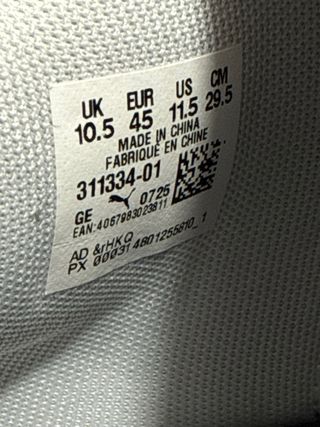 UK EUR US CM
10.5 45 11.5 29.5
MADE IN CHINA
FABRIQUÉ EN CHINE
311334-01
GE 0725
EAN:4067983023811
AD &rHKQ
PX 000314801255810_1